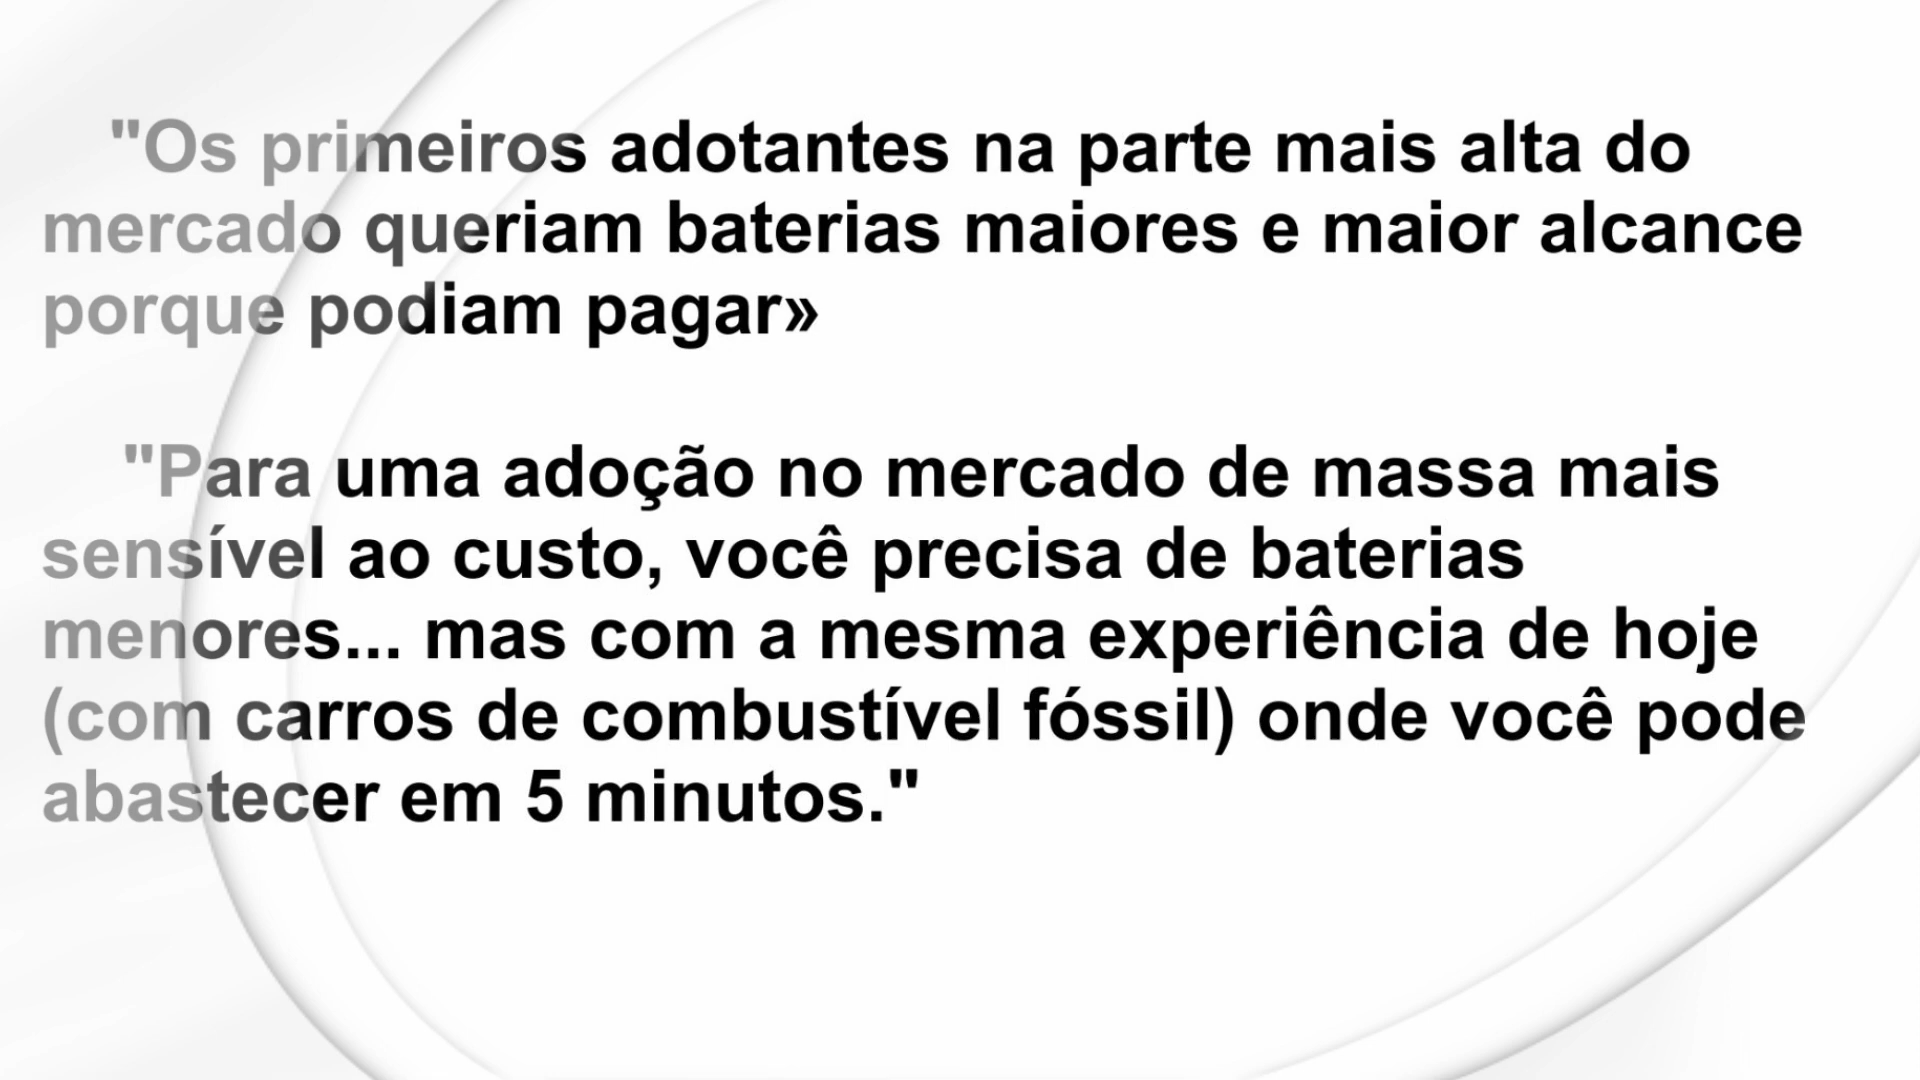 "Os primeiros adotantes na parte mais alta do
mercado queriam baterias maiores e maior alcance
porque podiam pagar»
"Para uma adoção no mercado de massa mais
sensível ao custo, você precisa de baterias
menores... mas com a mesma experiência de hoje
(com carros de combustível fóssil) onde você pode
abastecer em 5 minutos."